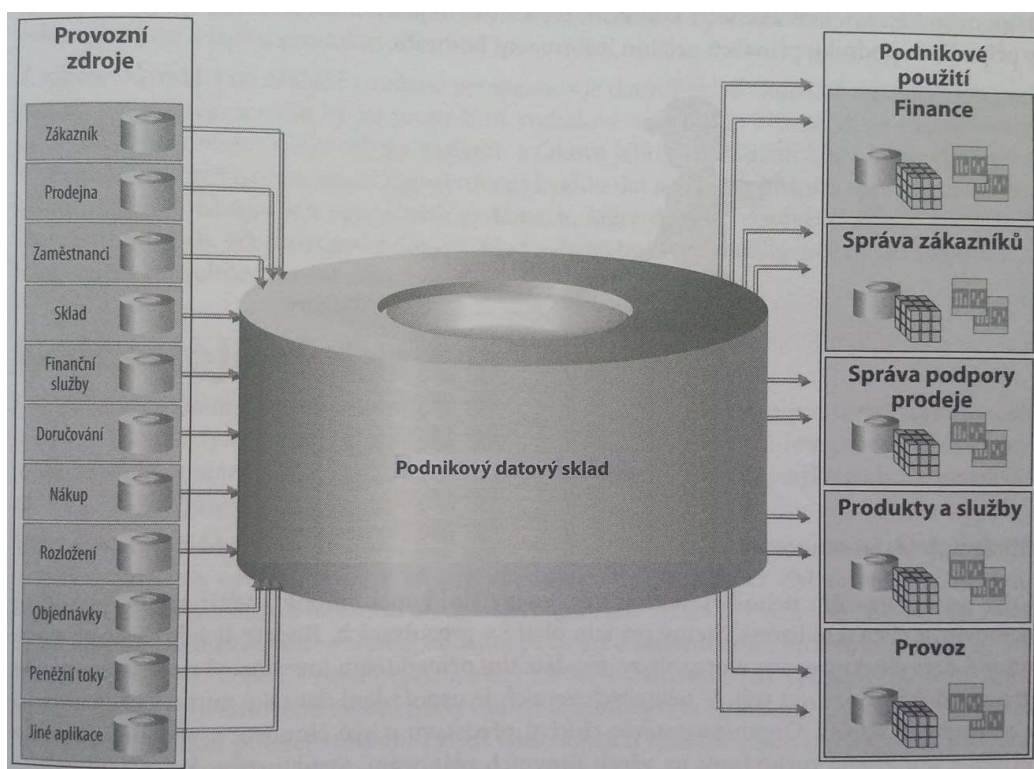 Provozní
zdroje
Zákazník
Prodejna
Zaměstnanci
Sklad
Finanční
služby
Doručování
Nákup
Rozložení
Objednávky
Peněžní toky
Jiné aplikace
Podnikový datový sklad
Podnikové
použití
Finance
Správa zákazníků
Správa podpory
prodeje
Produkty a služby
Provoz